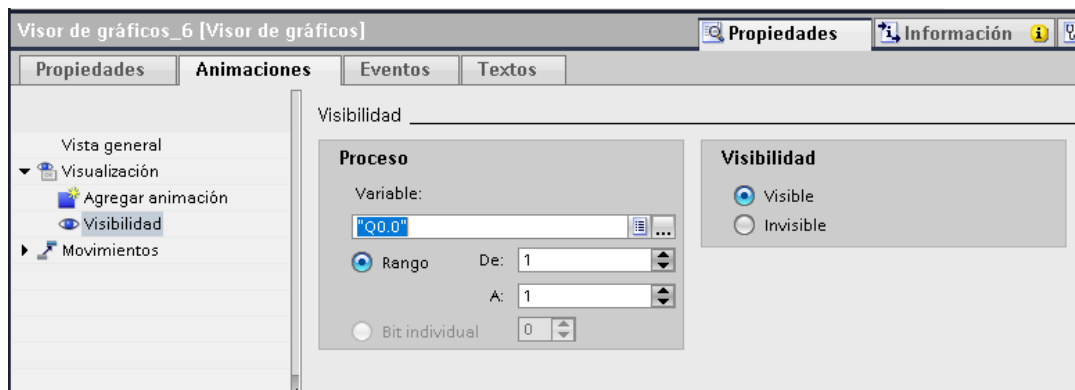 Visor de gráficos_6 [Visor de gráficos]
Propiedades
Información
Propiedades
Animaciones
Eventos
Textos
Visibilidad
Vista general
Visualización
Agregar animación
Visibilidad
Movimientos
Proceso
Variable:
"Q0.0"
...
Rango
De:
1
A:
1
Bit individual
0
Visibilidad
Visible
Invisible